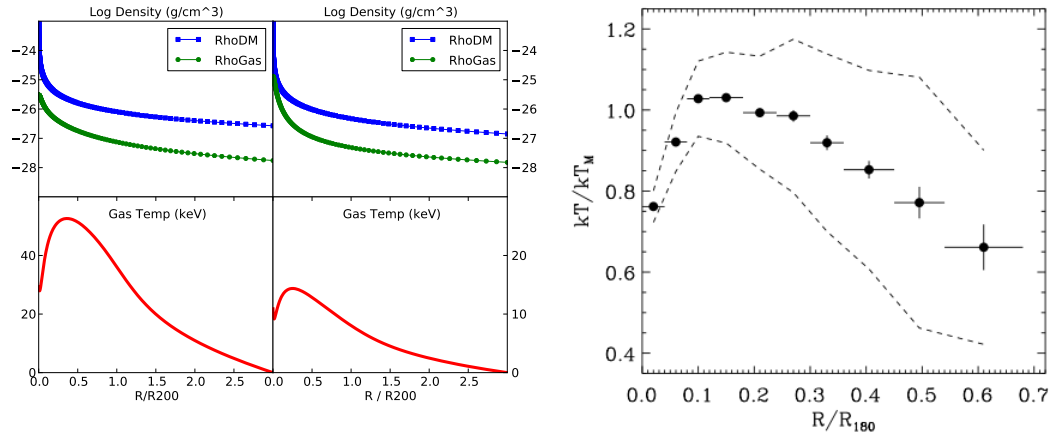 Log Density (g/cm^3)
Log Density (g/cm^3)
RhoDM
RhoGas
RhoDM
RhoGas
−24
−25
−26
−27
−28
−24
−25
−26
−27
−28
Gas Temp (keV)
Gas Temp (keV)
40
20
0
20
10
0
0.0 0.5 1.0 1.5 2.0 2.5
0.0 0.5 1.0 1.5 2.0 2.5
R/R200
R / R200
1.2
1.0
0.8
0.6
0.4
kT/kT_M
0.0 0.1 0.2 0.3 0.4 0.5 0.6 0.7
R/R_180